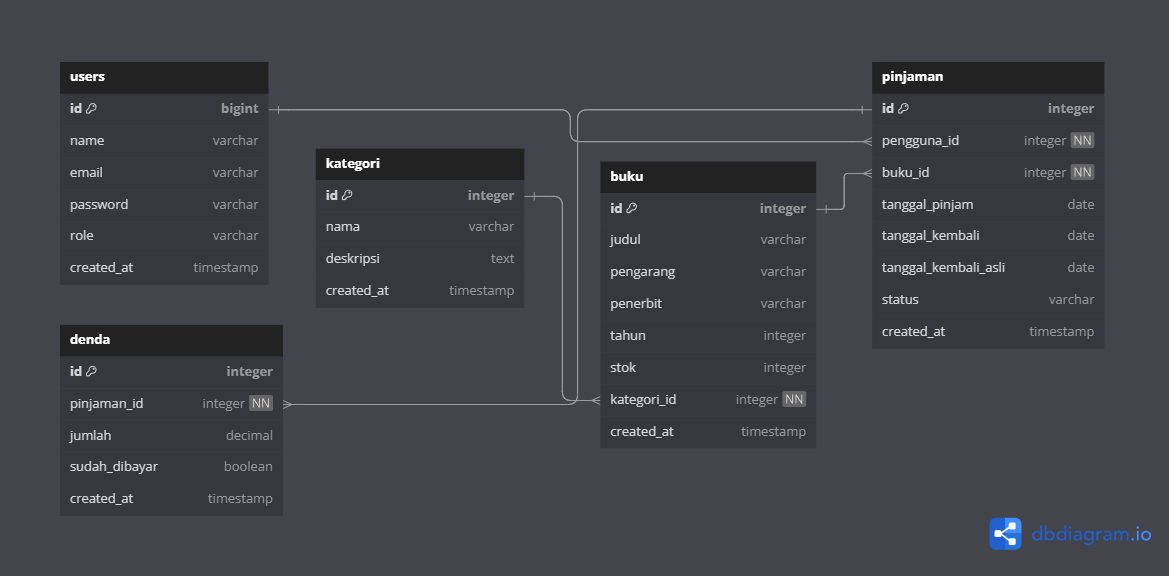 users
id bigint
name varchar
email varchar
password varchar
role varchar
created_at timestamp
kategori
id integer
nama varchar
deskripsi text
created_at timestamp
buku
id integer
judul varchar
pengarang varchar
penerbit varchar
tahun integer
stok integer
kategori_id integer NN
created_at timestamp
pinjaman
id integer
pengguna_id integer NN
buku_id integer NN
tanggal_pinjam date
tanggal_kembali date
tanggal_kembali_asli date
status varchar
created_at timestamp
denda
id integer
pinjaman_id integer NN
jumlah decimal
sudah_dibayar boolean
created_at timestamp
dbdiagram.io